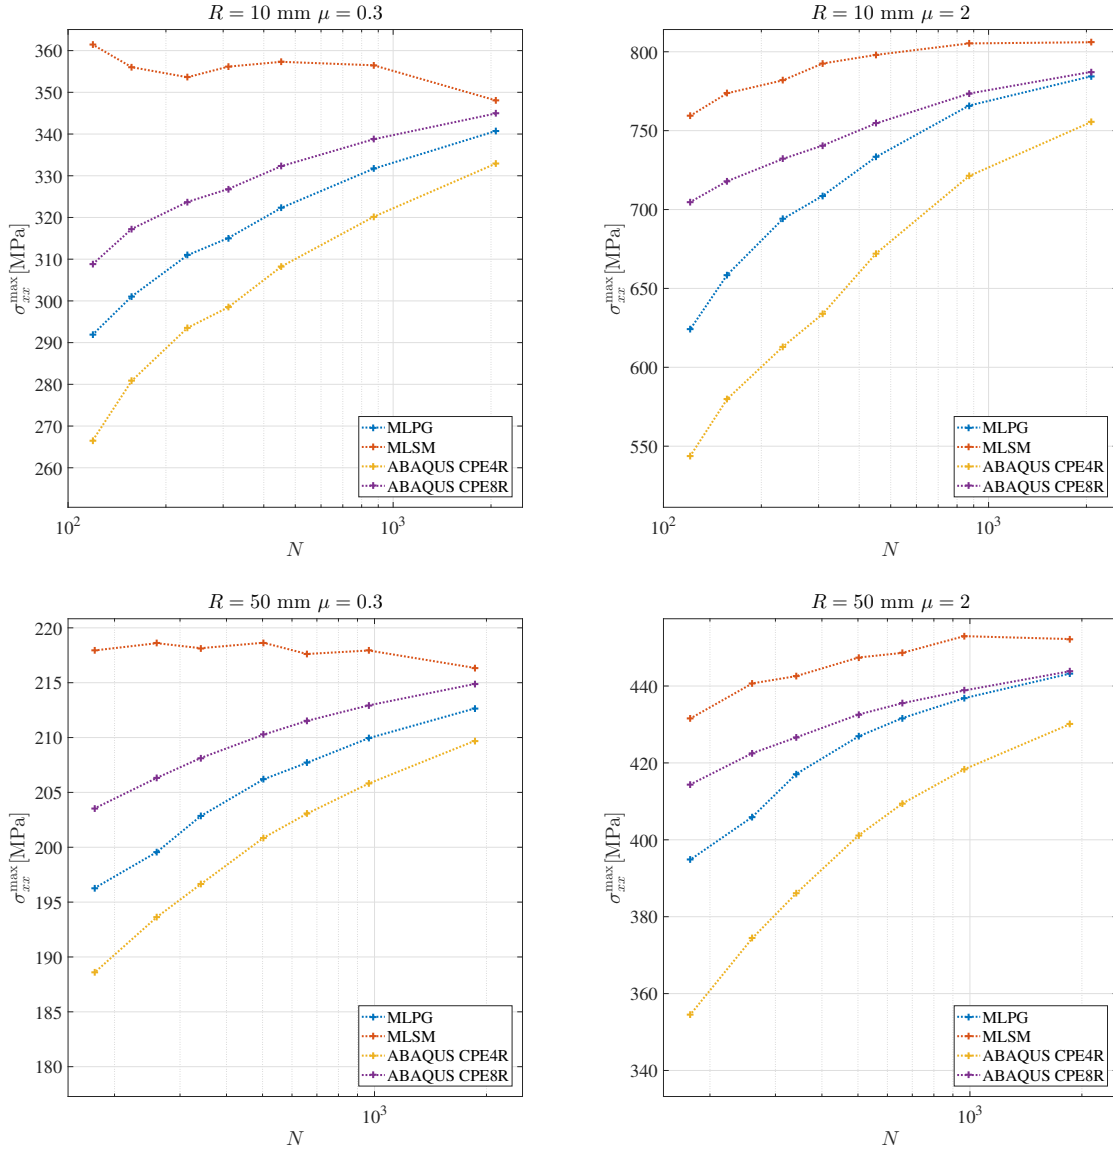 R = 10 mm μ = 0.3
360
350
340
330
320
310
300
290
280
270
260
σ_xx^max [MPa]
10^2
10^3
N
MLPG
MLSM
ABAQUS CPE4R
ABAQUS CPE8R
R = 10 mm μ = 2
800
750
700
650
600
550
σ_xx^max [MPa]
10^2
10^3
N
MLPG
MLSM
ABAQUS CPE4R
ABAQUS CPE8R
R = 50 mm μ = 0.3
220
215
210
205
200
195
190
185
180
σ_xx^max [MPa]
10^3
N
MLPG
MLSM
ABAQUS CPE4R
ABAQUS CPE8R
R = 50 mm μ = 2
440
420
400
380
360
340
σ_xx^max [MPa]
10^3
N
MLPG
MLSM
ABAQUS CPE4R
ABAQUS CPE8R